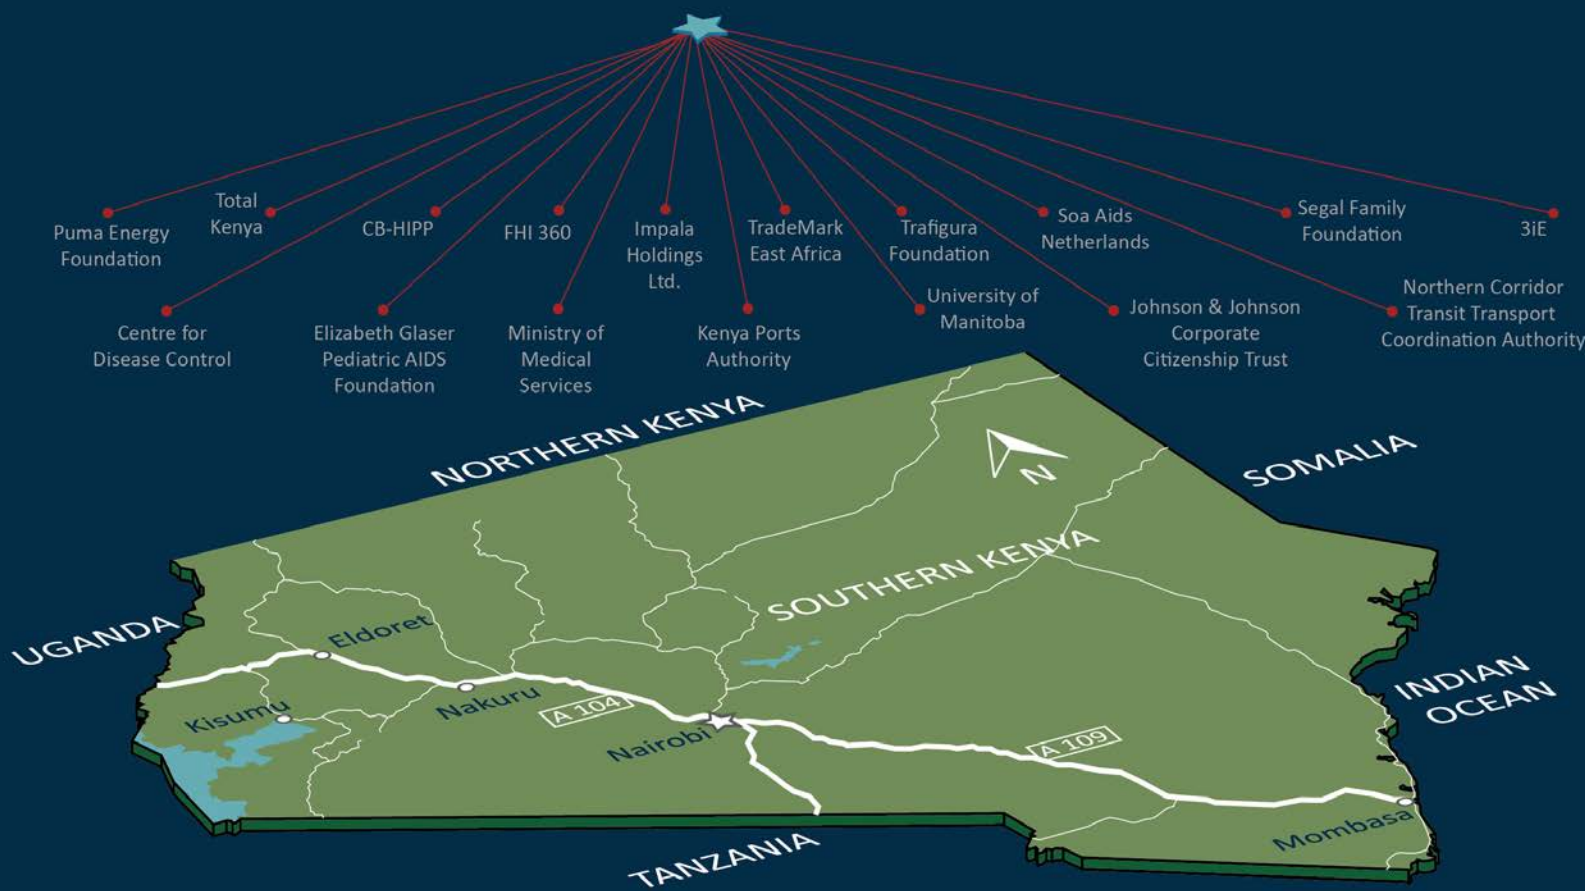 Puma Energy
Foundation
Total
Kenya
CB-HIPP
FHI 360
Impala
Holdings
Ltd.
TradeMark
East Africa
Trafigura
Foundation
Soa Aids
Netherlands
Segal Family
Foundation
3iE
Centre for
Disease Control
Elizabeth Glaser
Pediatric AIDS
Foundation
Ministry of
Medical
Services
Kenya Ports
Authority
University of
Manitoba
Johnson & Johnson
Corporate
Citizenship Trust
Northern Corridor
Transit Transport
Coordination Authority
NORTHERN KENYA
SOMALIA
N
SOUTHERN KENYA
UGANDA
Eldoret
INDIAN
OCEAN
Kisumu
Nakuru
A 104
Nairobi
A 109
Mombasa
TANZANIA